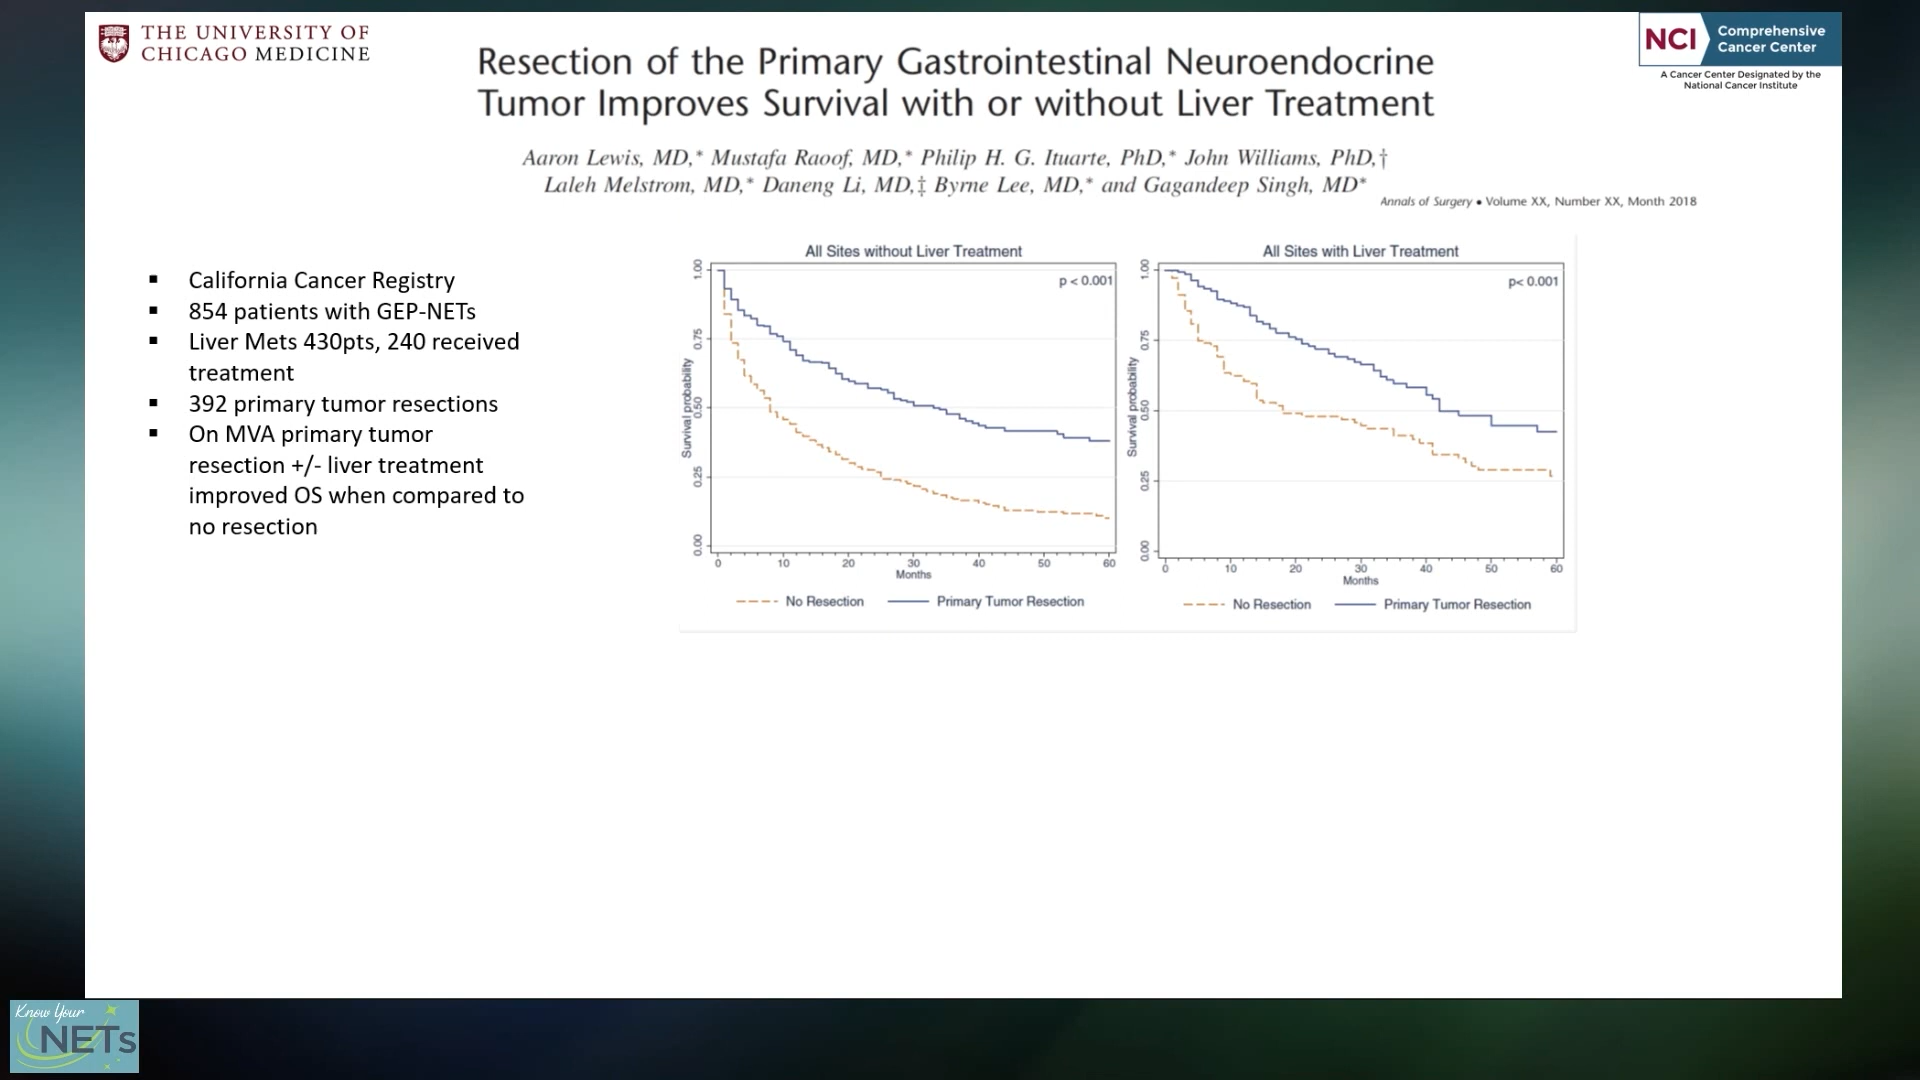 THE UNIVERSITY OF
CHICAGO MEDICINE
NCI
Comprehensive
Cancer Center
A Cancer Center Designated by the
National Cancer Institute
Resection of the Primary Gastrointestinal Neuroendocrine
Tumor Improves Survival with or without Liver Treatment
Aaron Lewis, MD,* Mustafa Raoof, MD,* Philip H. G. Ituarte, PhD,* John Williams, PhD,†
Laleh Melstrom, MD,* Daneng Li, MD,‡ Byrne Lee, MD,* and Gagandeep Singh, MD*
Annals of Surgery • Volume XX, Number XX, Month 2018
▪ California Cancer Registry
▪ 854 patients with GEP-NETs
▪ Liver Mets 430pts, 240 received
treatment
▪ 392 primary tumor resections
▪ On MVA primary tumor
resection +/- liver treatment
improved OS when compared to
no resection
All Sites without Liver Treatment
p < 0.001
Survival probability
1.00
0.75
0.50
0.25
0.00
0 10 20 30 40 50 60
Months
No Resection Primary Tumor Resection
All Sites with Liver Treatment
p< 0.001
Survival probability
1.00
0.75
0.50
0.25
0.00
0 10 20 30 40 50 60
Months
No Resection Primary Tumor Resection
Know Your
NETs